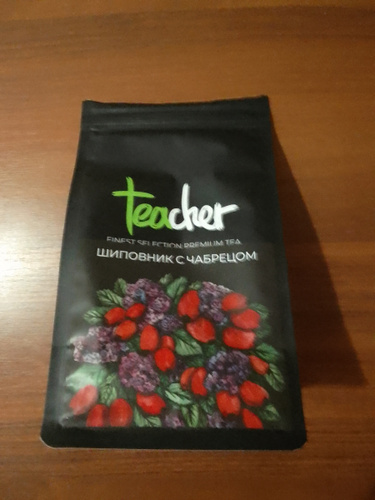 teacher
FINEST SELECTION PREMIUM TEA
ШИПОВНИК С ЧАБРЕЦОМ